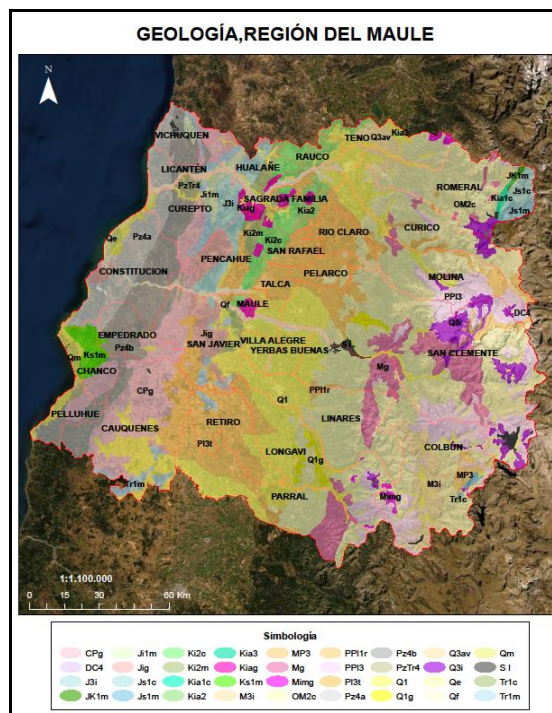 GEOLOGÍA,REGIÓN DEL MAULE
N
VICHUQUEN
TENO
Q3av
Kia3
RAUCO
LICANTÉN
HUALAÑE
JK1m
PzTr4
Ji1m
SAGRADA FAMILIA
ROMERAL
Js1c
CUREPTO
J3i
Kiag
Kia2
OM2c
Kia1c
Js1m
Qe
Pz4a
Ki2m
Ki2c
RIO CLARO
CURICO
PENCAHUE
SAN RAFAEL
CONSTITUCION
PELARCO
TALCA
MOLINA
PPl3
Qf
MAULE
DC4
EMPEDRADO
Jig
Q3i
Qm
Ks1m
Pz4b
SAN JAVIER
VILLA ALEGRE
YERBAS BUENAS
S I
SAN CLEMENTE
CHANCO
Mg
PELLUHUE
CPg
Q1
PPl1r
CAUQUENES
RETIRO
LINARES
Pl3t
COLBÚN
LONGAVI
Q1g
M3i
MP3
Tr1m
PARRAL
Mimg
Tr1c
1:1.100.000
0 15 30 60 Km
Simbología
CPg Ji1m Ki2c Kia3 MP3 PPl1r Pz4b Q3av Qm
DC4 Jig Ki2m Kiag Mg PPl3 PzTr4 Q3i S I
J3i Js1c Kia1c Ks1m Mimg Pl3t Q1 Qe Tr1c
JK1m Js1m Kia2 M3i OM2c Pz4a Q1g Qf Tr1m